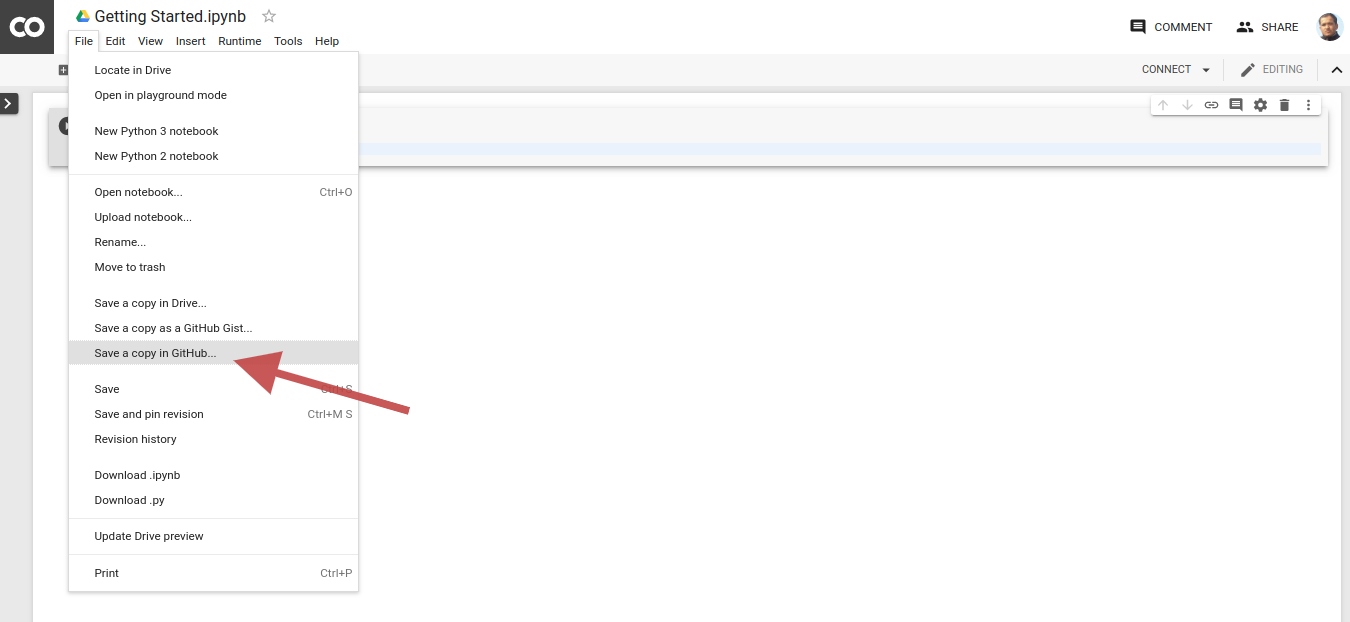 CO
Getting Started.ipynb
File Edit View Insert Runtime Tools Help
COMMENT
SHARE
CONNECT
EDITING
Locate in Drive
Open in playground mode
New Python 3 notebook
New Python 2 notebook
Open notebook... Ctrl+O
Upload notebook...
Rename...
Move to trash
Save a copy in Drive...
Save a copy as a GitHub Gist...
Save a copy in GitHub...
Save Ctrl+S
Save and pin revision Ctrl+M S
Revision history
Download .ipynb
Download .py
Update Drive preview
Print Ctrl+P